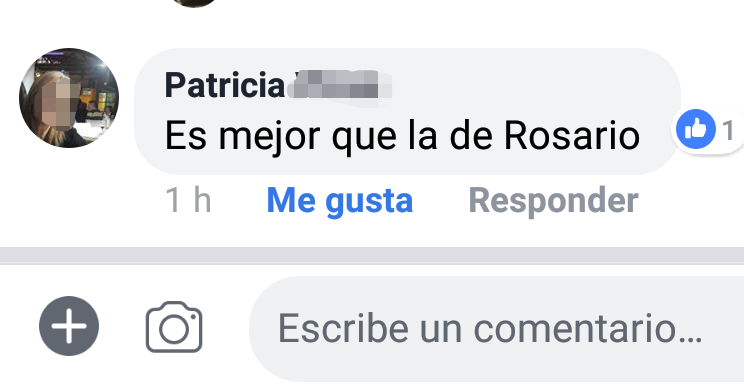 Patricia
Es mejor que la de Rosario
1
1 h Me gusta Responder
Escribe un comentario...